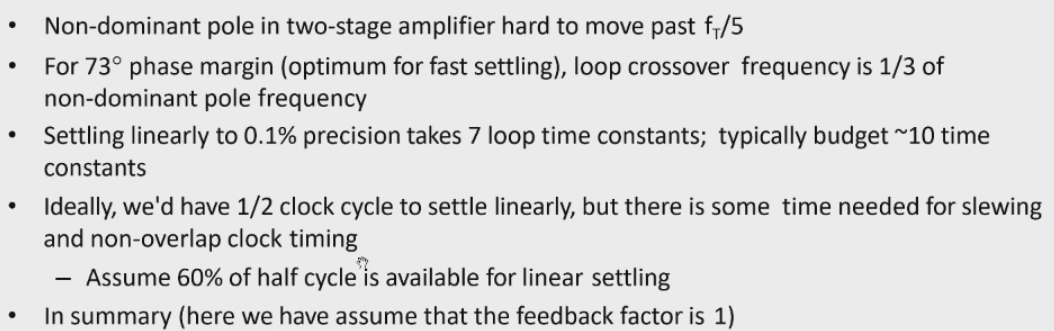 • Non-dominant pole in two-stage amplifier hard to move past fT/5
• For 73° phase margin (optimum for fast settling), loop crossover frequency is 1/3 of
non-dominant pole frequency
• Settling linearly to 0.1% precision takes 7 loop time constants; typically budget ~10 time
constants
• Ideally, we'd have 1/2 clock cycle to settle linearly, but there is some time needed for slewing
and non-overlap clock timing
– Assume 60% of half cycle is available for linear settling
• In summary (here we have assume that the feedback factor is 1)